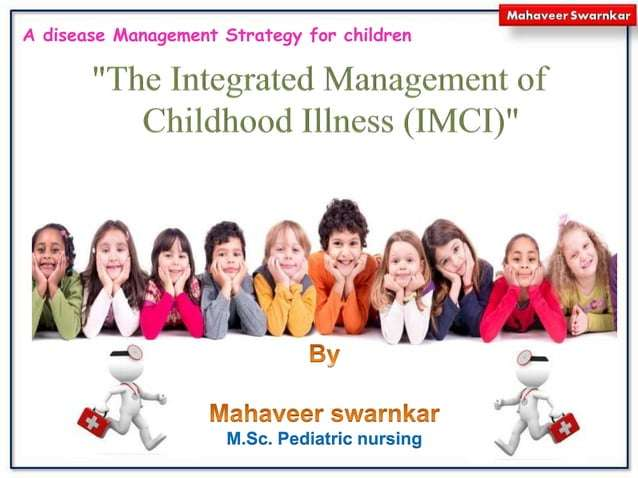 Mahaveer Swarnkar
A disease Management Strategy for children
"The Integrated Management of
Childhood Illness (IMCI)"
By
Mahaveer swarnkar
M.Sc. Pediatric nursing